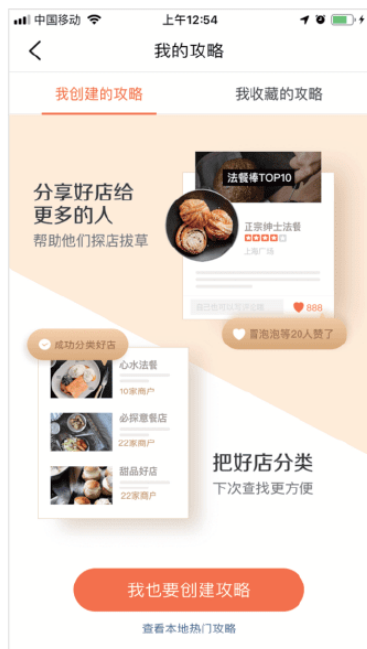 中国移动
上午12:54
我的攻略
我创建的攻略
我收藏的攻略
法餐榜TOP10
分享好店给
更多的人
帮助他们探店拔草
正宗绅士法餐
上海广场
888
冒泡泡等20人赞了
成功分类好店
心水法餐
10家商户
必探意餐店
22家商户
甜品好店
22家商户
把好店分类
下次查找更方便
我也要创建攻略
查看本地热门攻略